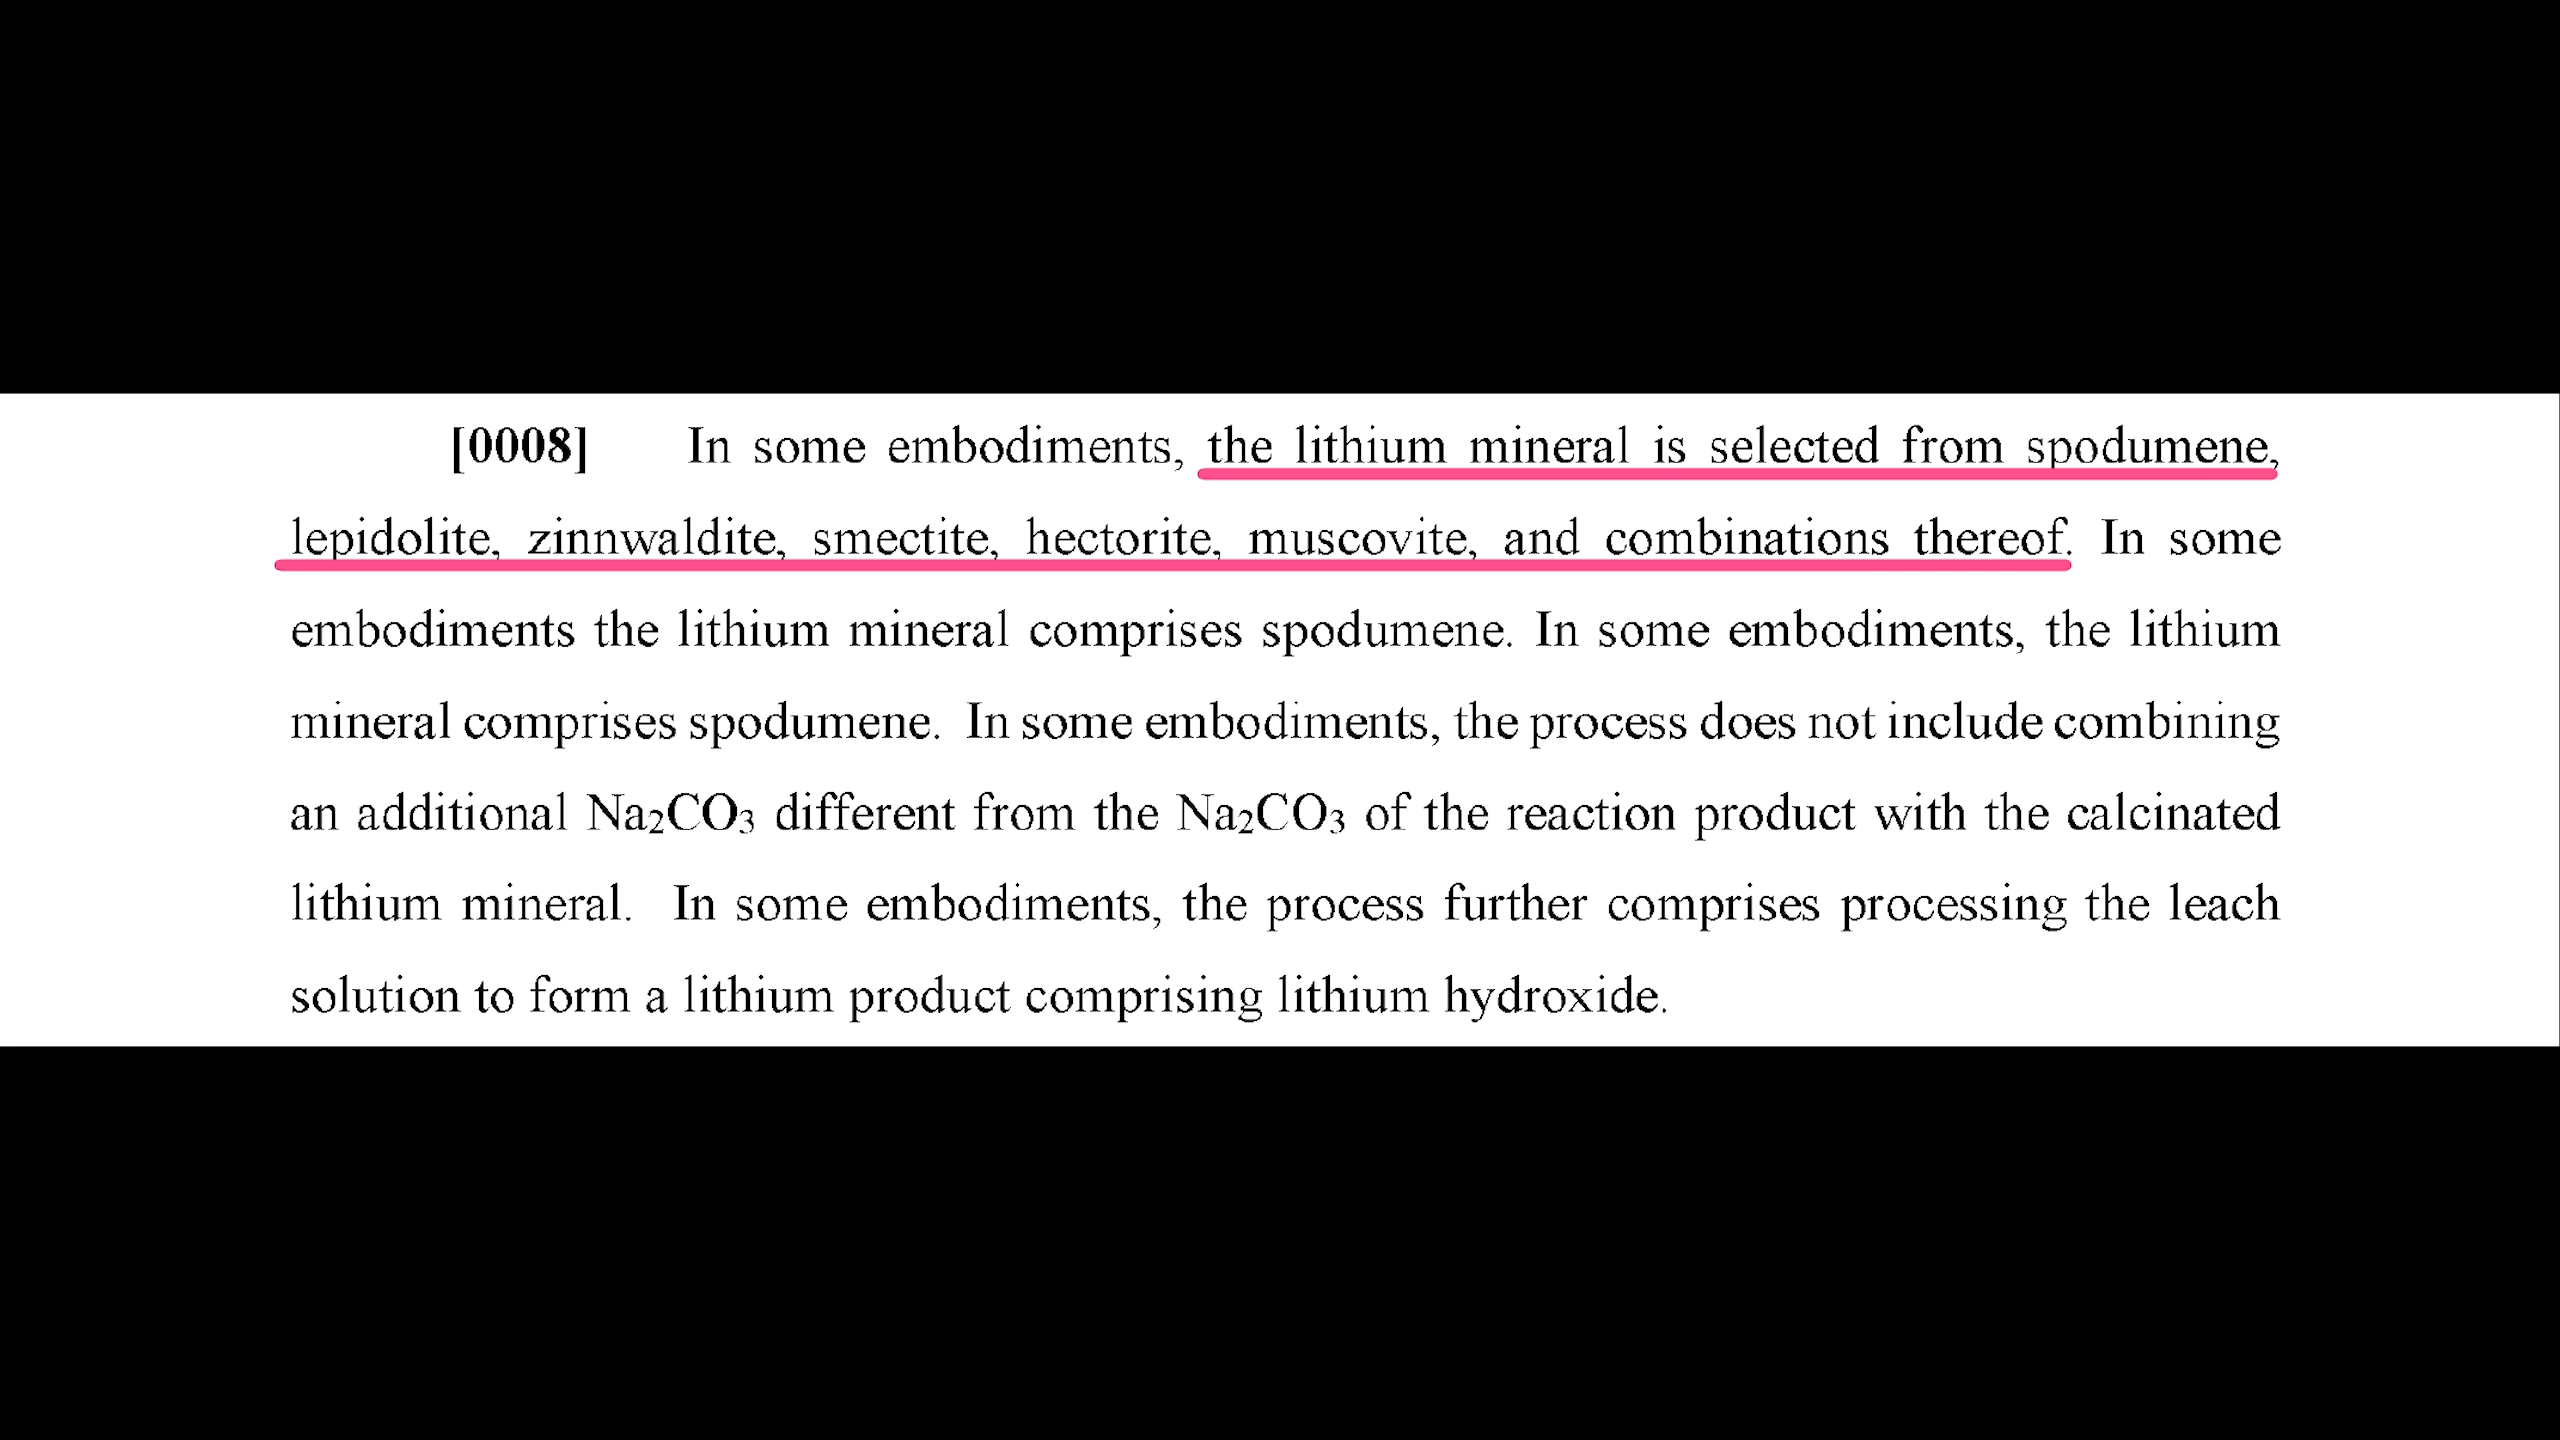 [0008] In some embodiments, the lithium mineral is selected from spodumene,
lepidolite, zinnwaldite, smectite, hectorite, muscovite, and combinations thereof. In some
embodiments the lithium mineral comprises spodumene. In some embodiments, the lithium
mineral comprises spodumene. In some embodiments, the process does not include combining
an additional Na₂CO₃ different from the Na₂CO₃ of the reaction product with the calcinated
lithium mineral. In some embodiments, the process further comprises processing the leach
solution to form a lithium product comprising lithium hydroxide.